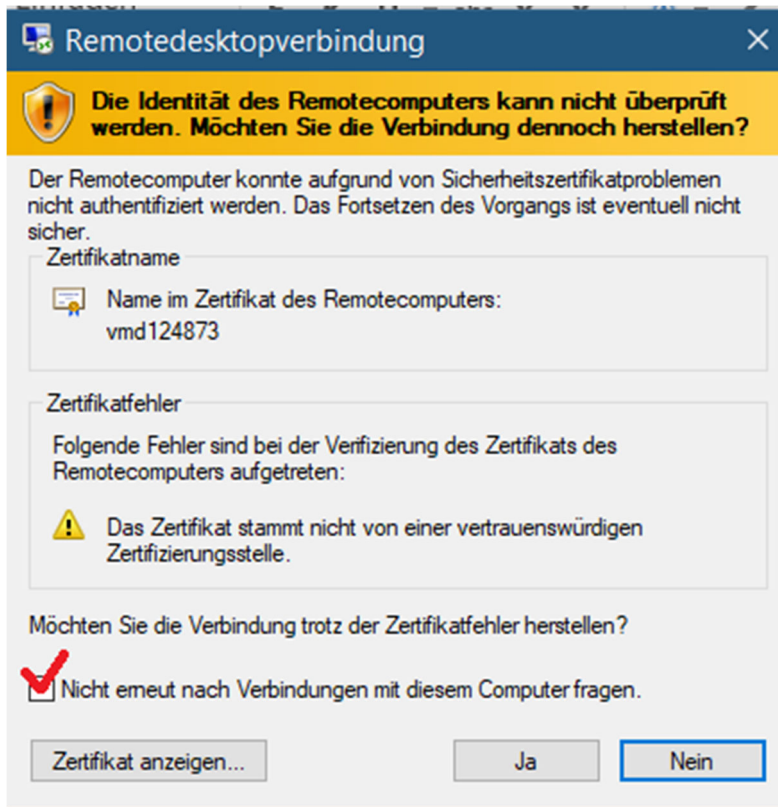 Remotedesktopverbindung
Die Identität des Remotecomputers kann nicht überprüft
werden. Möchten Sie die Verbindung dennoch herstellen?
Der Remotecomputer konnte aufgrund von Sicherheitszertifikatproblemen
nicht authentifiziert werden. Das Fortsetzen des Vorgangs ist eventuell nicht
sicher.
Zertifikatname
Name im Zertifikat des Remotecomputers:
vmd124873
Zertifikatfehler
Folgende Fehler sind bei der Verifizierung des Zertifikats des
Remotecomputers aufgetreten:
Das Zertifikat stammt nicht von einer vertrauenswürdigen
Zertifizierungsstelle.
Möchten Sie die Verbindung trotz der Zertifikatfehler herstellen?
Nicht erneut nach Verbindungen mit diesem Computer fragen.
Zertifikat anzeigen...
Ja
Nein